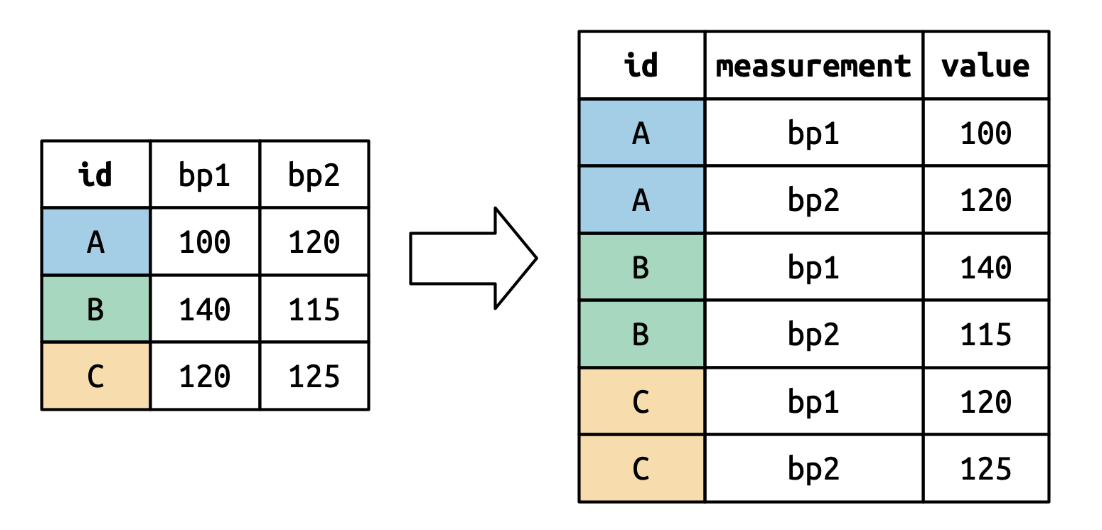 id bp1 bp2
A 100 120
B 140 115
C 120 125
id measurement value
A bp1 100
A bp2 120
B bp1 140
B bp2 115
C bp1 120
C bp2 125